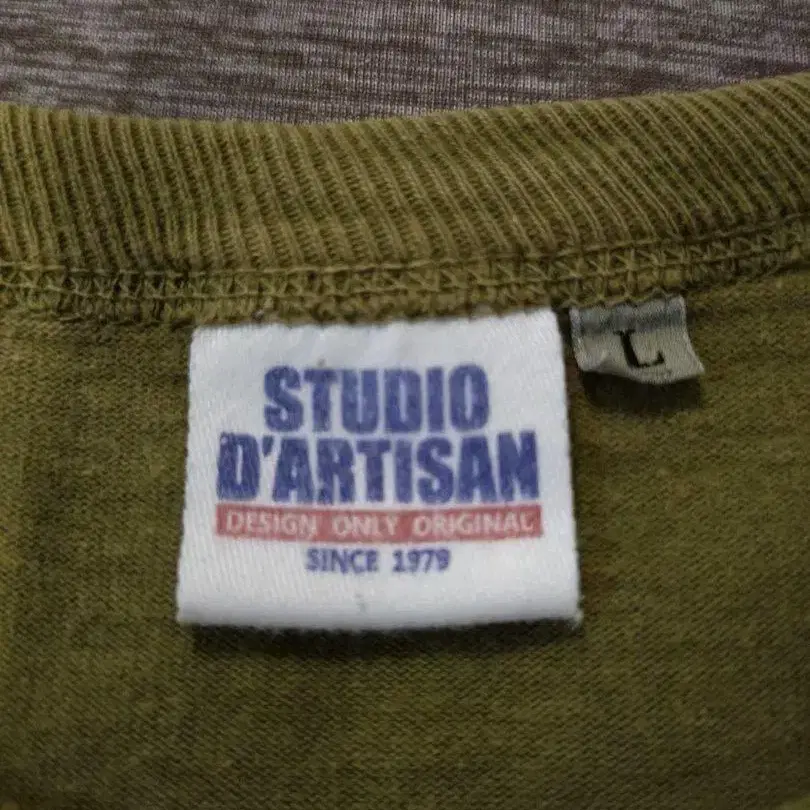 STUDIO
D'ARTISAN
DESIGN ONLY ORIGINAL
SINCE 1979
L